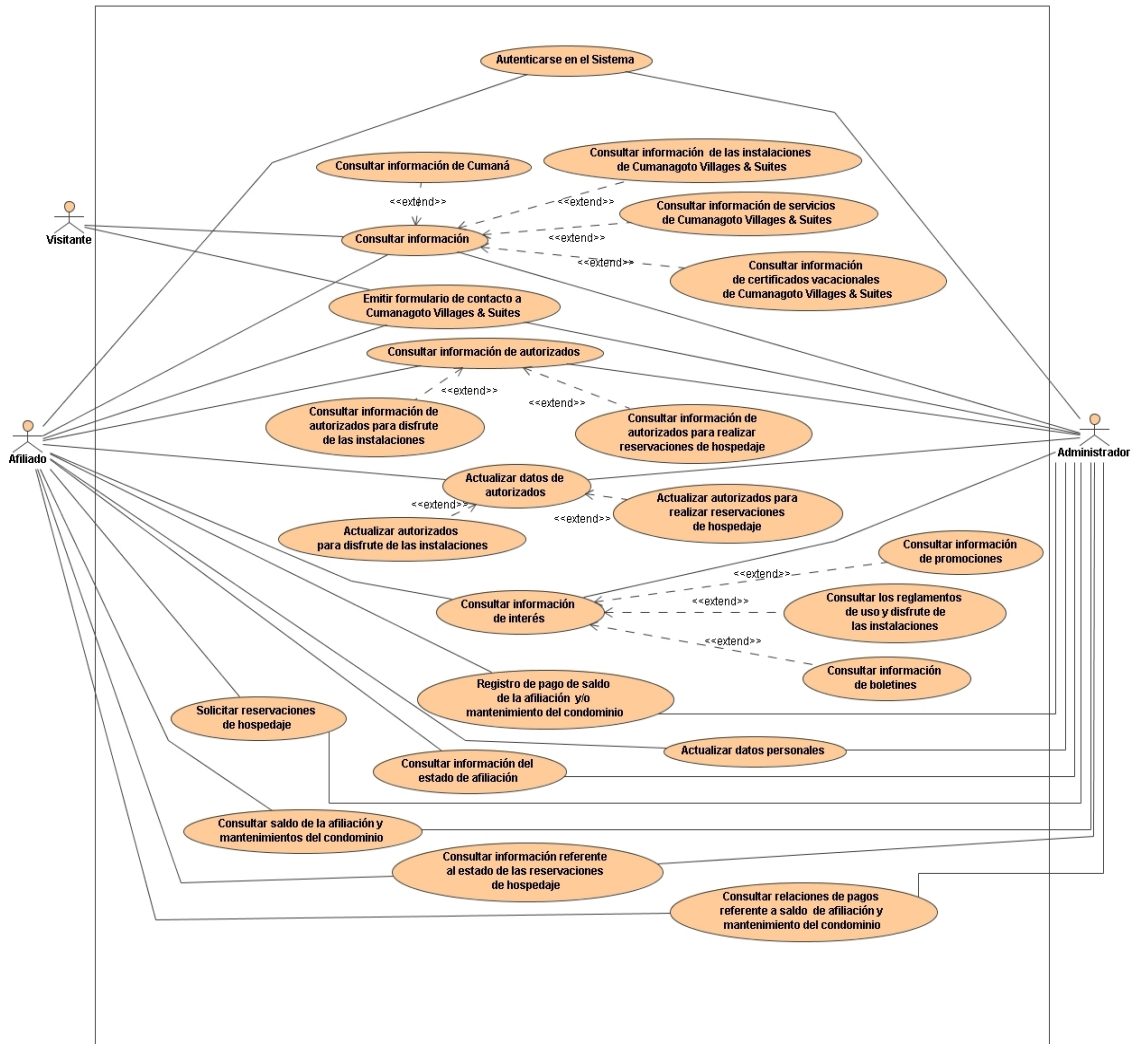 Autenticarse en el Sistema
Consultar información de Cumaná
Consultar información de las instalaciones
de Cumanagoto Villages & Suites
<<extend>>
<<extend>>
Consultar información de servicios
de Cumanagoto Villages & Suites
Visitante
Consultar información
<<extend>>
<<extend>>
Consultar información
de certificados vacacionales
de Cumanagoto Villages & Suites
Emitir formulario de contacto a
Cumanagoto Villages & Suites
Consultar información de autorizados
<<extend>>
<<extend>>
Consultar información de
autorizados para disfrute
de las instalaciones
Consultar información de
autorizados para realizar
reservaciones de hospedaje
Afiliado
Administrador
Actualizar datos de
autorizados
<<extend>>
<<extend>>
Actualizar autorizados para
realizar reservaciones
de hospedaje
Actualizar autorizados
para disfrute de las instalaciones
Consultar información
de promociones
<<extend>>
Consultar información
de interés
<<extend>>
Consultar los reglamentos
de uso y disfrute de
las instalaciones
<<extend>>
Consultar información
de boletines
Registro de pago de saldo
de la afiliación y/o
mantenimiento del condominio
Solicitar reservaciones
de hospedaje
Actualizar datos personales
Consultar información del
estado de afiliación
Consultar saldo de la afiliación y
mantenimientos del condominio
Consultar información referente
al estado de las reservaciones
de hospedaje
Consultar relaciones de pagos
referente a saldo de afiliación y
mantenimiento del condominio